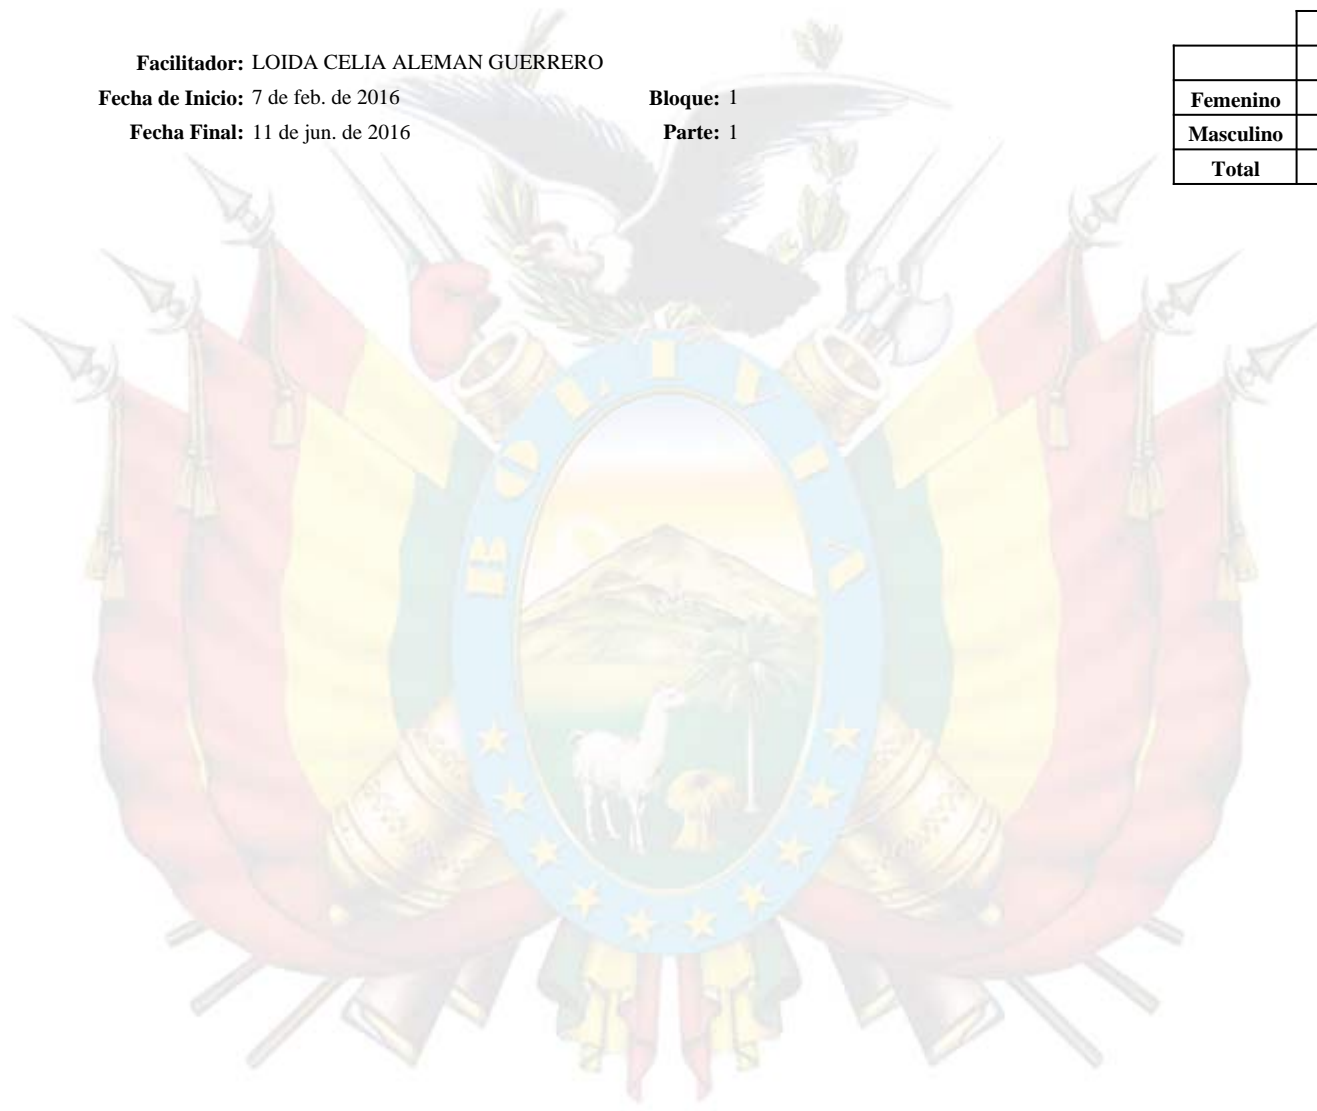 Facilitador: LOIDA CELIA ALEMAN GUERRERO
Fecha de Inicio: 7 de feb. de 2016 Bloque: 1
Fecha Final: 11 de jun. de 2016 Parte: 1
Femenino
Masculino
Total
BOLIVIA